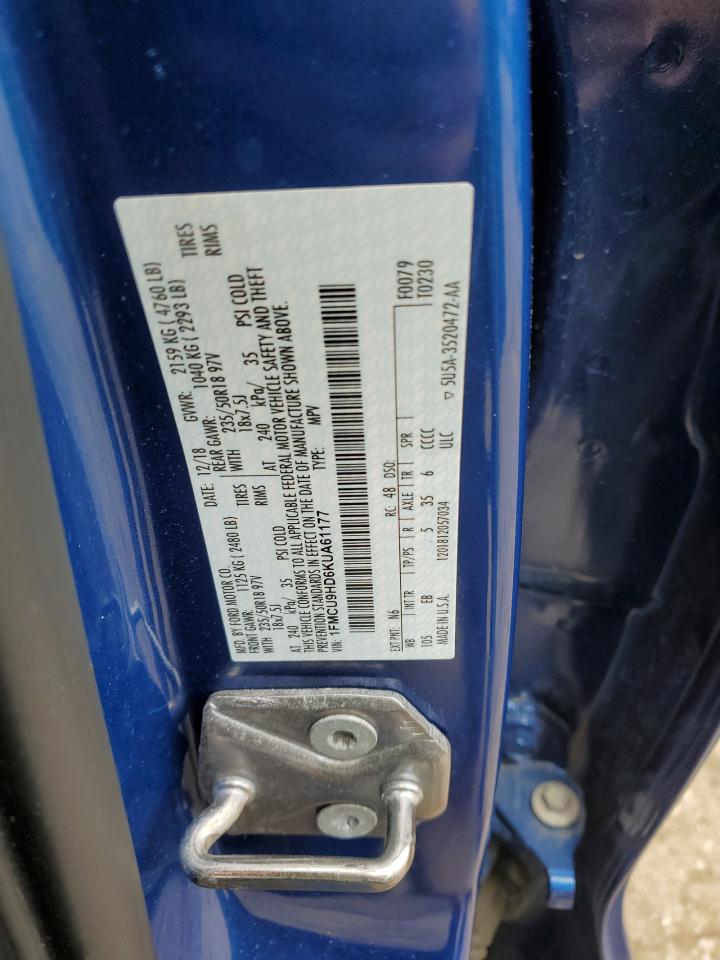 MFD. BY FORD MOTOR CO.
DATE: 12/18 GVWR: 2159 KG ( 4760 LB)
FRONT GAWR: 1125 KG ( 2480 LB) REAR GAWR: 1040 KG ( 2293 LB)
WITH 235/50R18 97V TIRES WITH 235/50R18 97V TIRES
18x7.5J RIMS 18x7.5J RIMS
AT 240 kPa/ 35 PSI COLD AT 240 kPa/ 35 PSI COLD
THIS VEHICLE CONFORMS TO ALL APPLICABLE FEDERAL MOTOR VEHICLE SAFETY AND THEFT
PREVENTION STANDARDS IN EFFECT ON THE DATE OF MANUFACTURE SHOWN ABOVE.
VIN: 1FMCU9HD6KUA61177 TYPE: MPV
F0079
T0230
EXT PNT: N6 RC: 48 DSO:
WB INT TR TP/PS R AXLE TR SPR
105 EB 5 35 6 CCCC
MADE IN U.S.A. 1201812057034 ULC
5U5A-3520472-AA